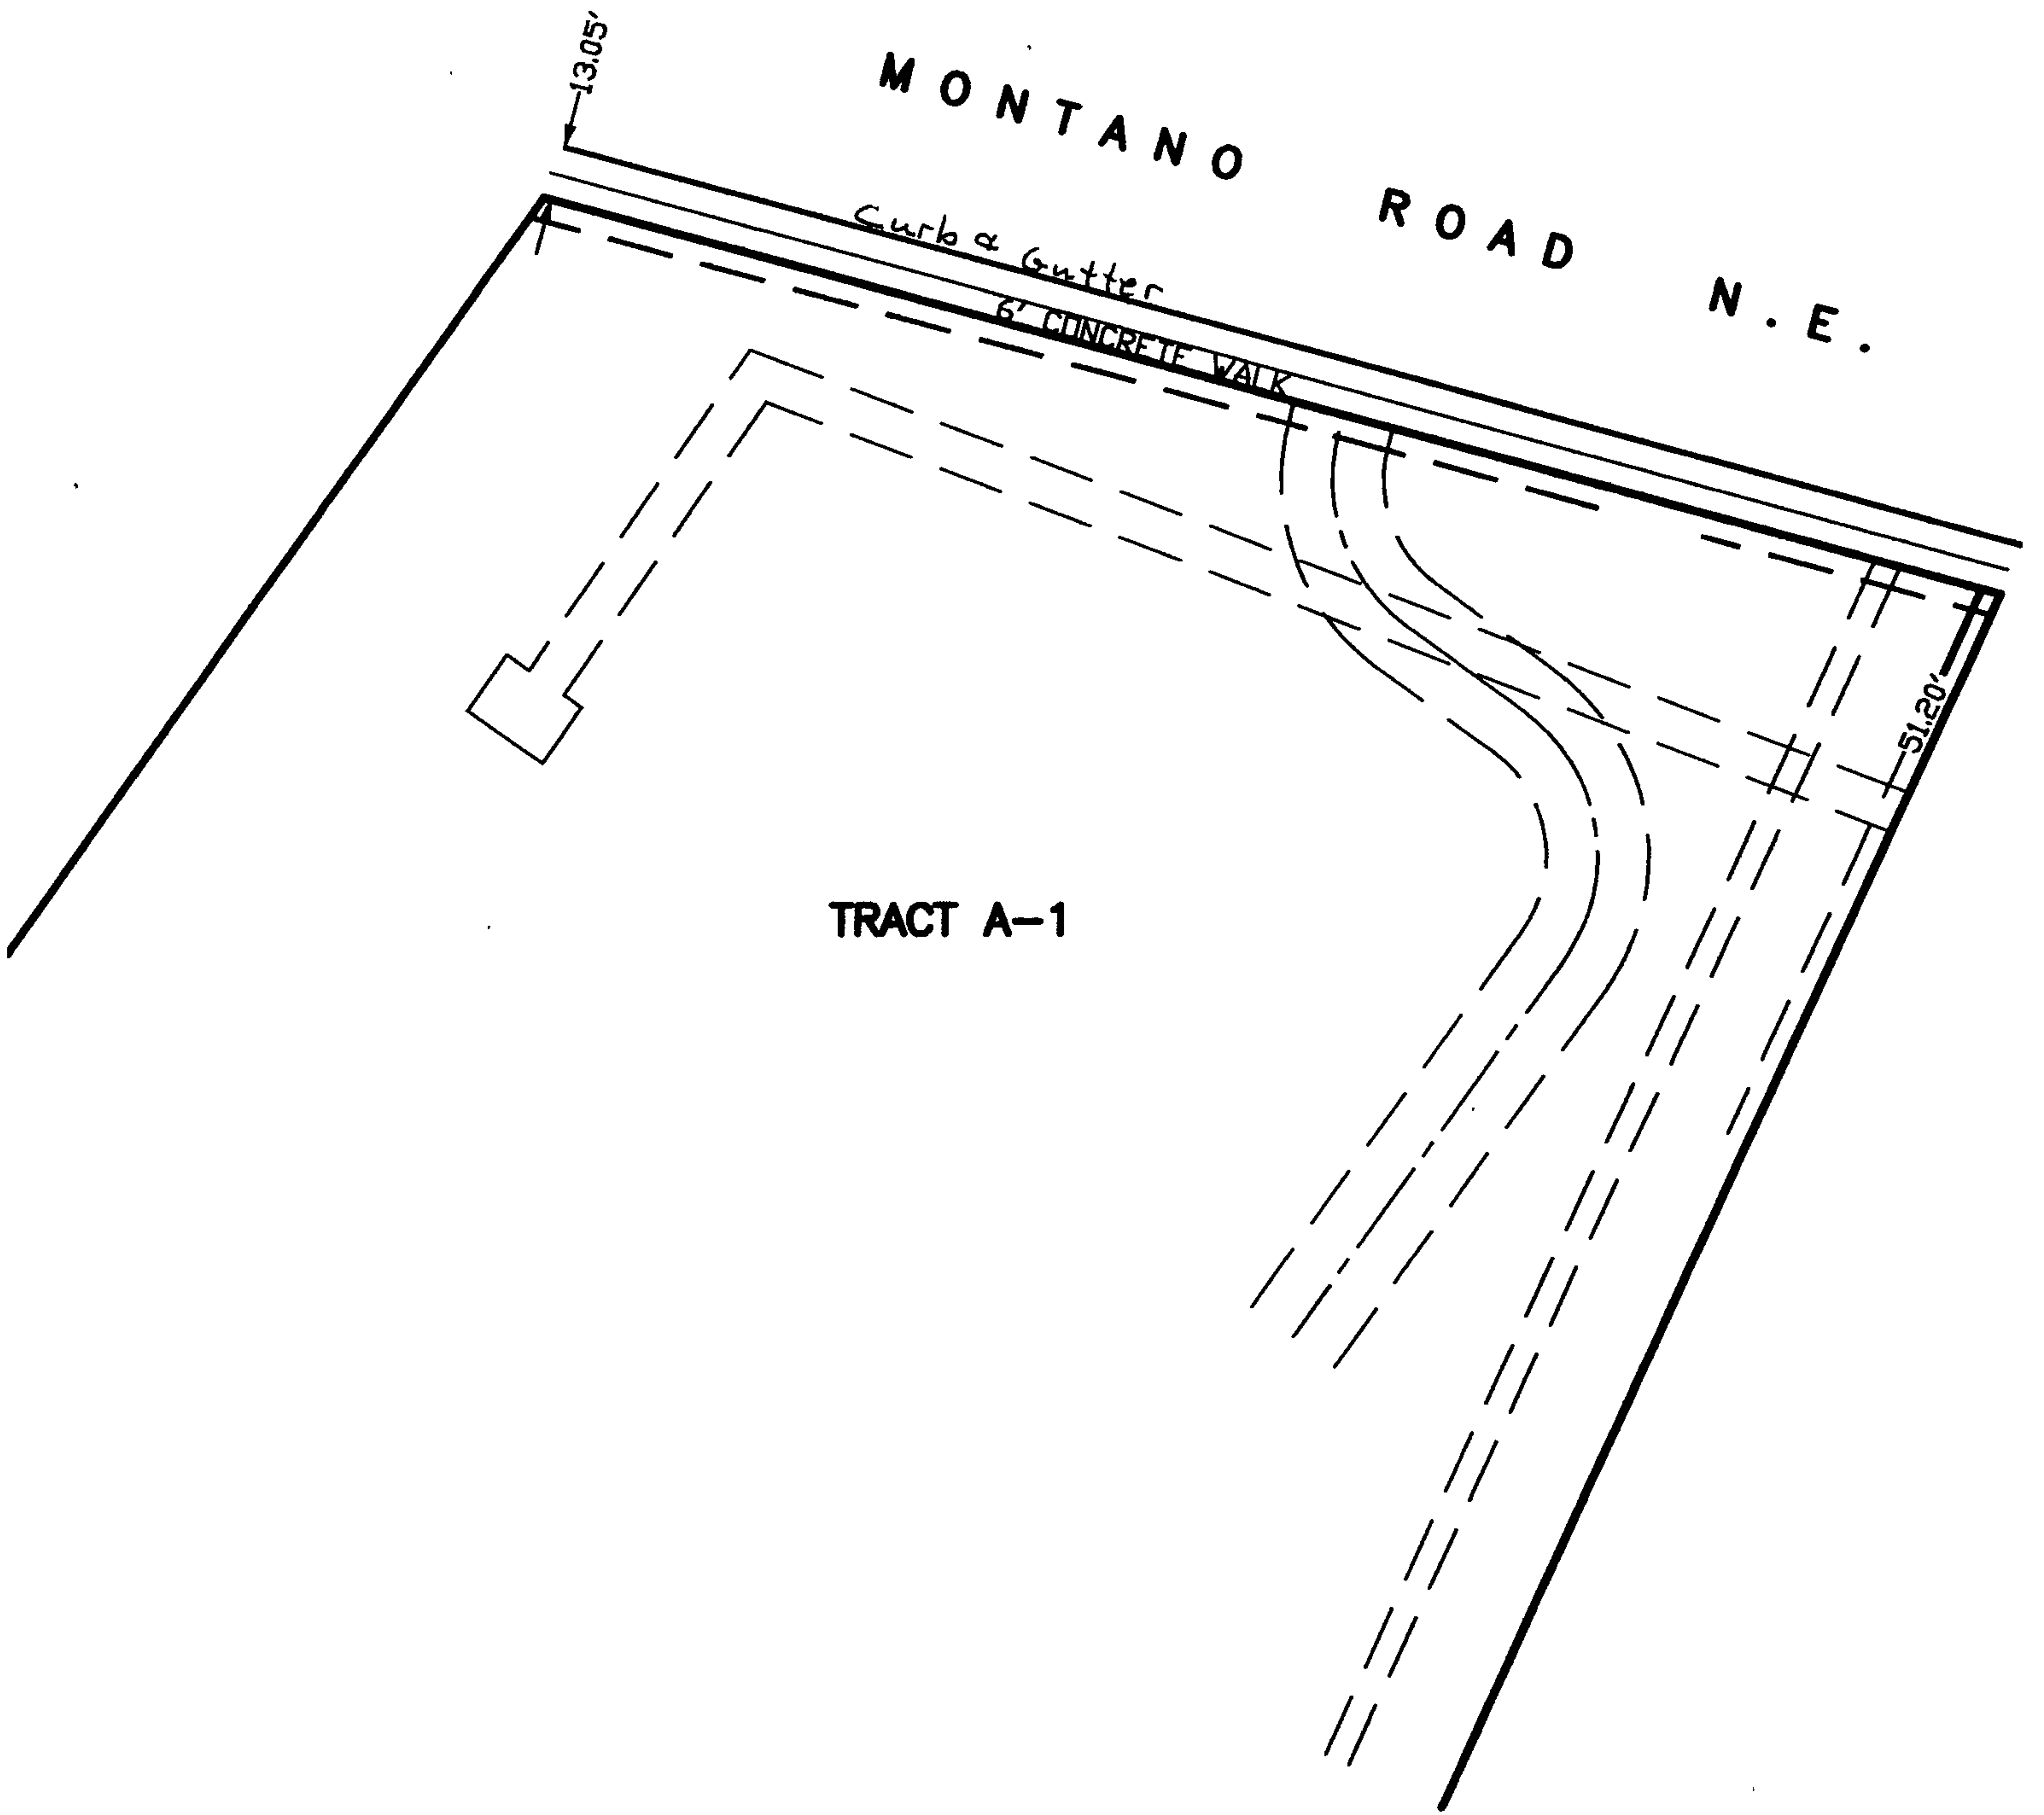 13.05'
MONTANO ROAD N.E.
Curb & Gutter
6' CONCRETE WALK
51.20'
TRACT A-1